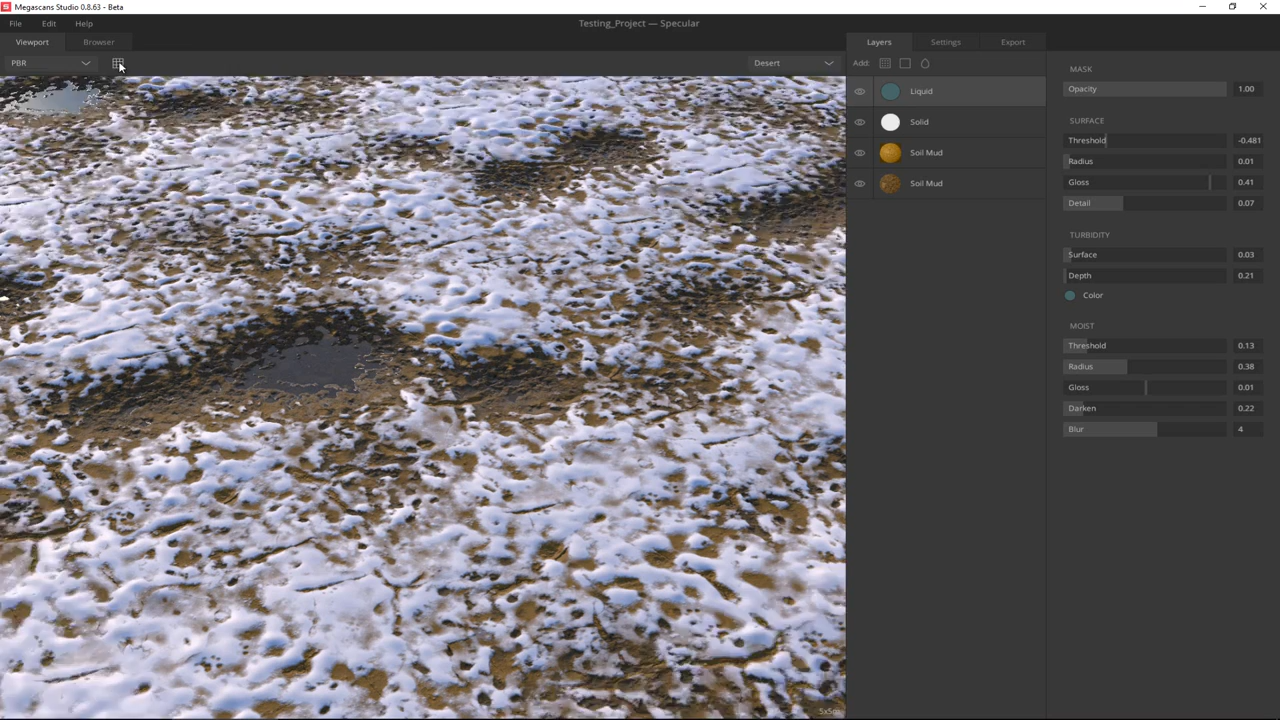 Megascans Studio 0.8.63 - Beta
File Edit Help
Testing_Project — Specular
Viewport Browser
Layers Settings Export
PBR
Desert
Add:
Liquid
Solid
Soil Mud
Soil Mud
MASK
Opacity 1.00
SURFACE
Threshold -0.481
Radius 0.01
Gloss 0.41
Detail 0.07
TURBIDITY
Surface 0.03
Depth 0.21
Color
MOIST
Threshold 0.13
Radius 0.38
Gloss 0.01
Darken 0.22
Blur 4